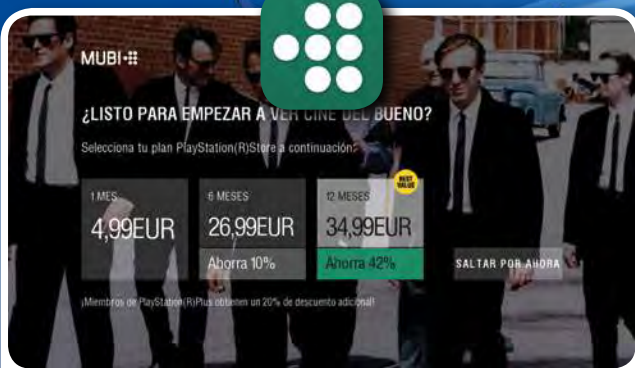 MUBI
¿LISTO PARA EMPEZAR A VER CINE DEL BUENO?
Selecciona tu plan PlayStation(R)Store a continuación:
1 MES
4,99EUR
6 MESES
26,99EUR
Ahorra 10%
BEST VALUE
12 MESES
34,99EUR
Ahorra 42%
SALTAR POR AHORA
¡Miembros de PlayStation(R)Plus obtienen un 20% de descuento adicional!